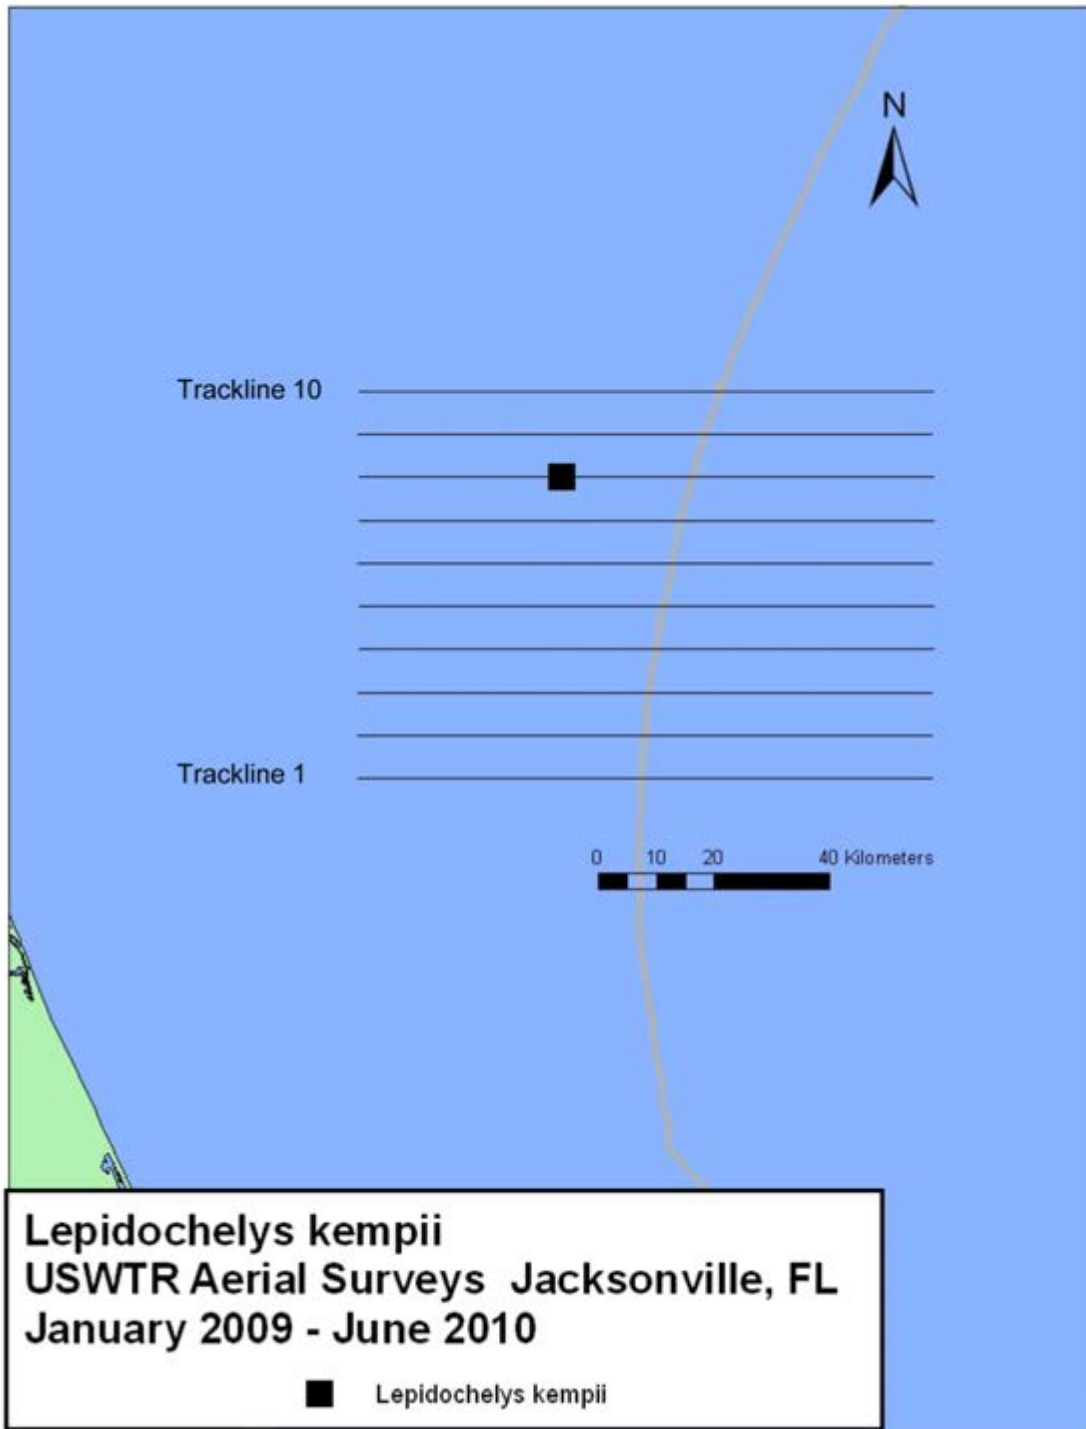 N
Trackline 10
Trackline 1
0 10 20 40 Kilometers
Lepidochelys kempii
USWTR Aerial Surveys Jacksonville, FL
January 2009 - June 2010
Lepidochelys kempii